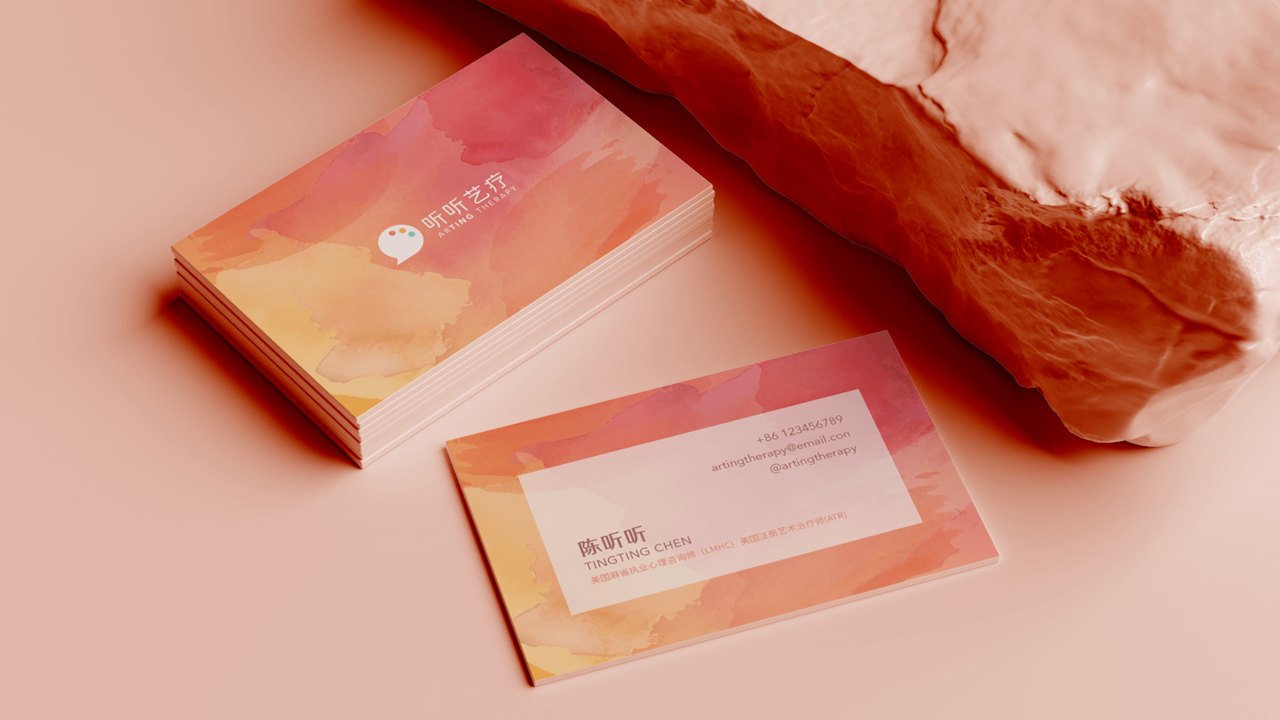 听听艺疗
ARTING THERAPY
+86 123456789
artingtherapy@email.con
@artingtherapy
陈听听
TINGTING CHEN
美国麻省执业心理咨询师（LMHC）美国注册艺术治疗师(ATR)